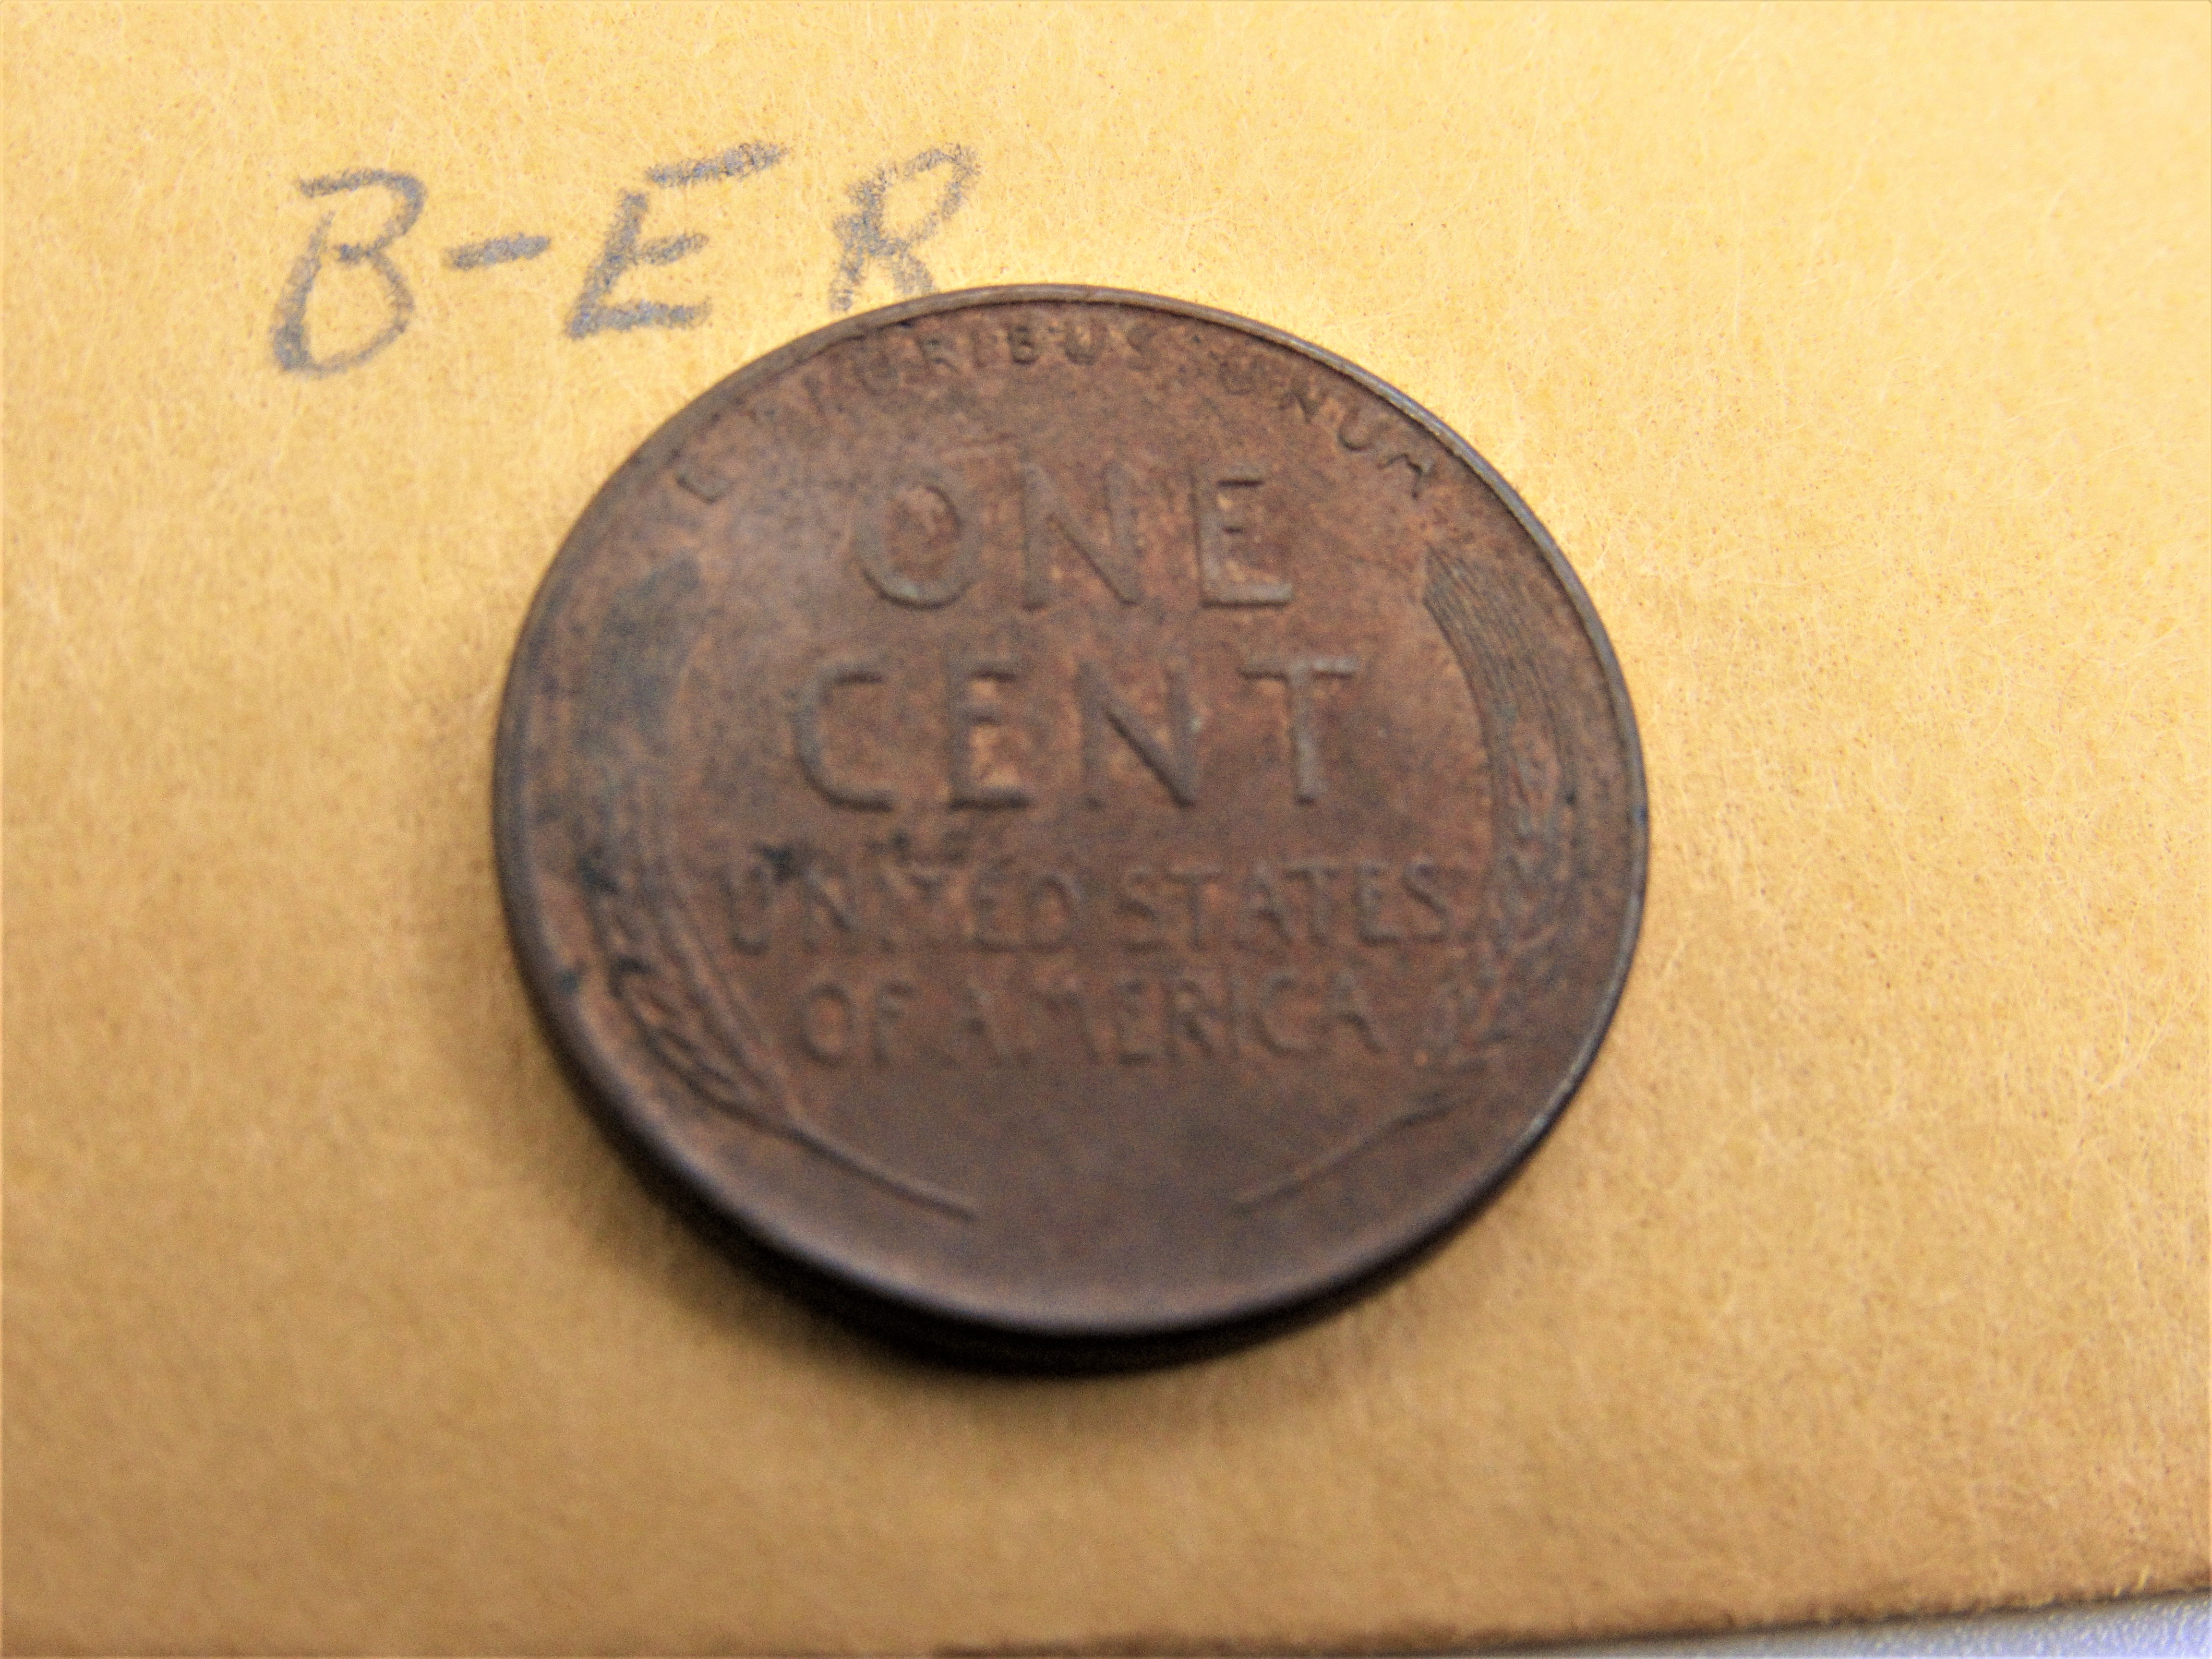 B-ER
E PLURIBUS UNUM
ONE
CENT
UNITED STATES
OF AMERICA